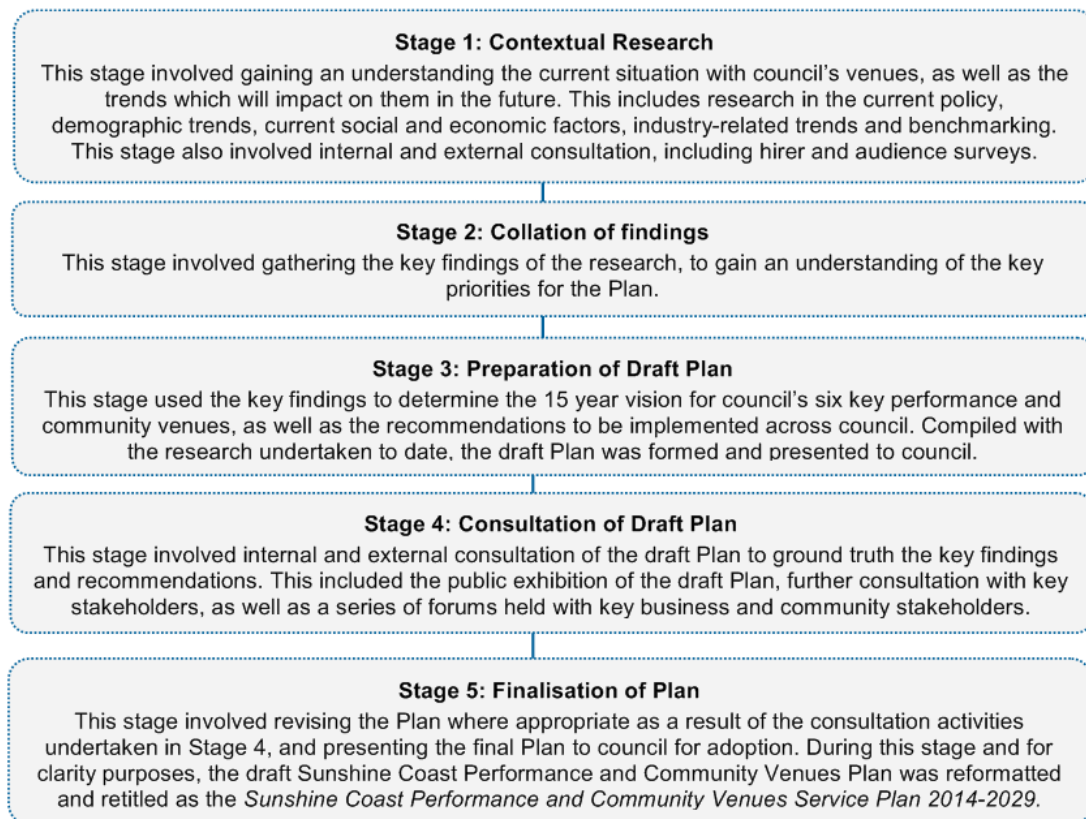 Stage 1: Contextual Research
This stage involved gaining an understanding the current situation with council's venues, as well as the
trends which will impact on them in the future. This includes research in the current policy,
demographic trends, current social and economic factors, industry-related trends and benchmarking.
This stage also involved internal and external consultation, including hirer and audience surveys.
Stage 2: Collation of findings
This stage involved gathering the key findings of the research, to gain an understanding of the key
priorities for the Plan.
Stage 3: Preparation of Draft Plan
This stage used the key findings to determine the 15 year vision for council's six key performance and
community venues, as well as the recommendations to be implemented across council. Compiled with
the research undertaken to date, the draft Plan was formed and presented to council.
Stage 4: Consultation of Draft Plan
This stage involved internal and external consultation of the draft Plan to ground truth the key findings
and recommendations. This included the public exhibition of the draft Plan, further consultation with key
stakeholders, as well as a series of forums held with key business and community stakeholders.
Stage 5: Finalisation of Plan
This stage involved revising the Plan where appropriate as a result of the consultation activities
undertaken in Stage 4, and presenting the final Plan to council for adoption. During this stage and for
clarity purposes, the draft Sunshine Coast Performance and Community Venues Plan was reformatted
and retitled as the Sunshine Coast Performance and Community Venues Service Plan 2014-2029.